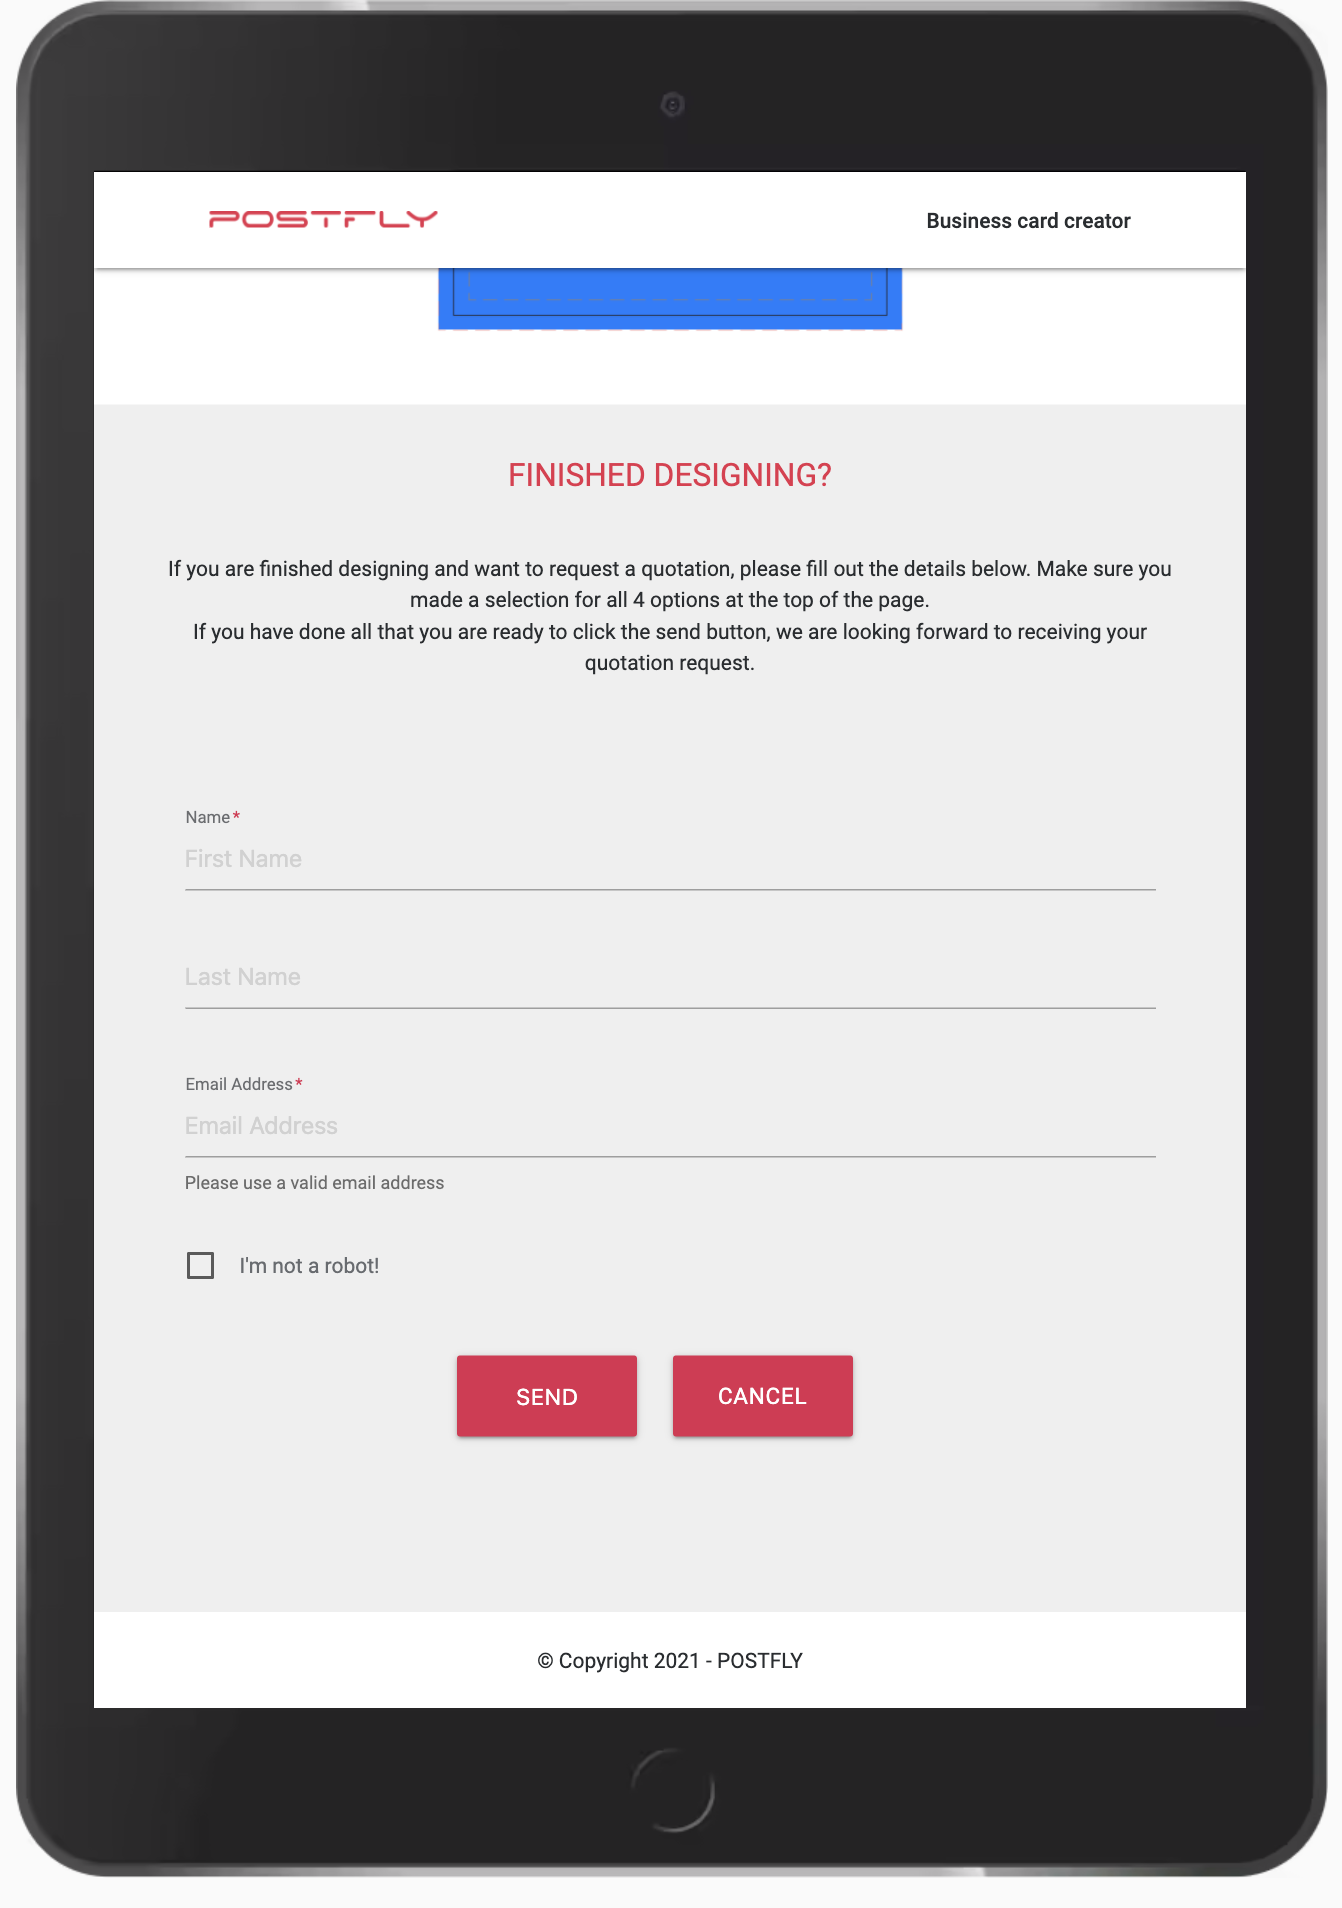 POSTFLY
Business card creator
FINISHED DESIGNING?
If you are finished designing and want to request a quotation, please fill out the details below. Make sure you
made a selection for all 4 options at the top of the page.
If you have done all that you are ready to click the send button, we are looking forward to receiving your
quotation request.
Name*
First Name
Last Name
Email Address*
Email Address
Please use a valid email address
I'm not a robot!
SEND
CANCEL
© Copyright 2021 - POSTFLY